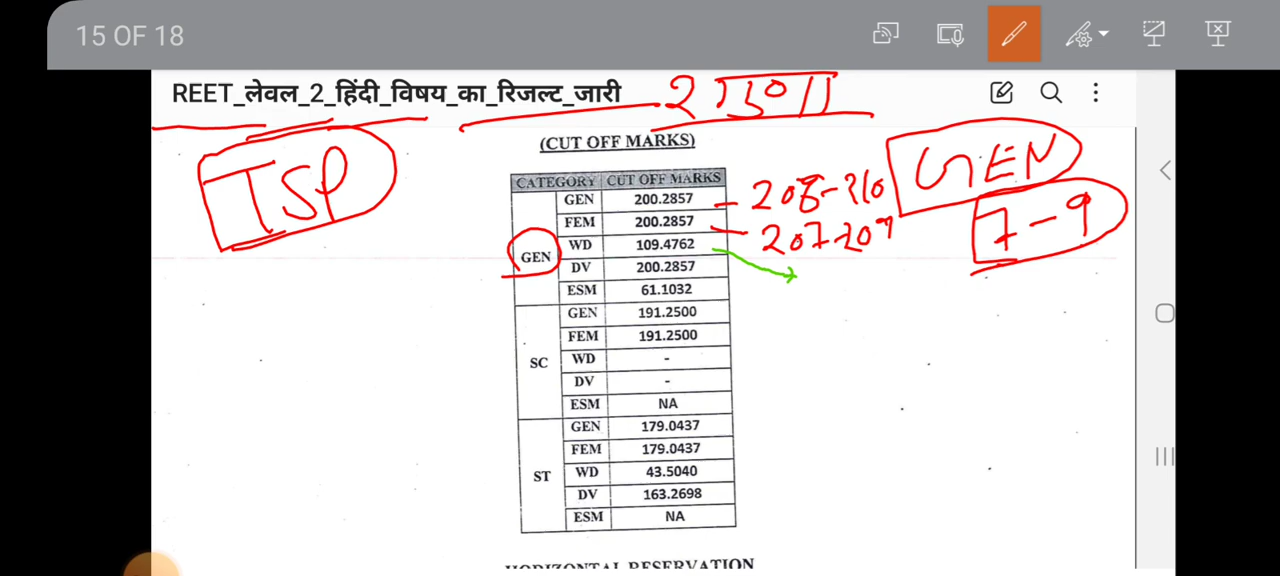 15 OF 18
REET_लेवल_2_हिंदी_विषय_का_रिजल्ट_जारी
TSP
(CUT OFF MARKS)
GEN
7-9
CATEGORY CUT OFF MARKS
GEN GEN 200.2857 - 208-210
FEM 200.2857 - 207-209
WD 109.4762
DV 200.2857
ESM 61.1032
SC GEN 191.2500
FEM 191.2500
WD -
DV -
ESM NA
ST GEN 179.0437
FEM 179.0437
WD 43.5040
DV 163.2698
ESM NA
HORIZONTAL RESERVATION